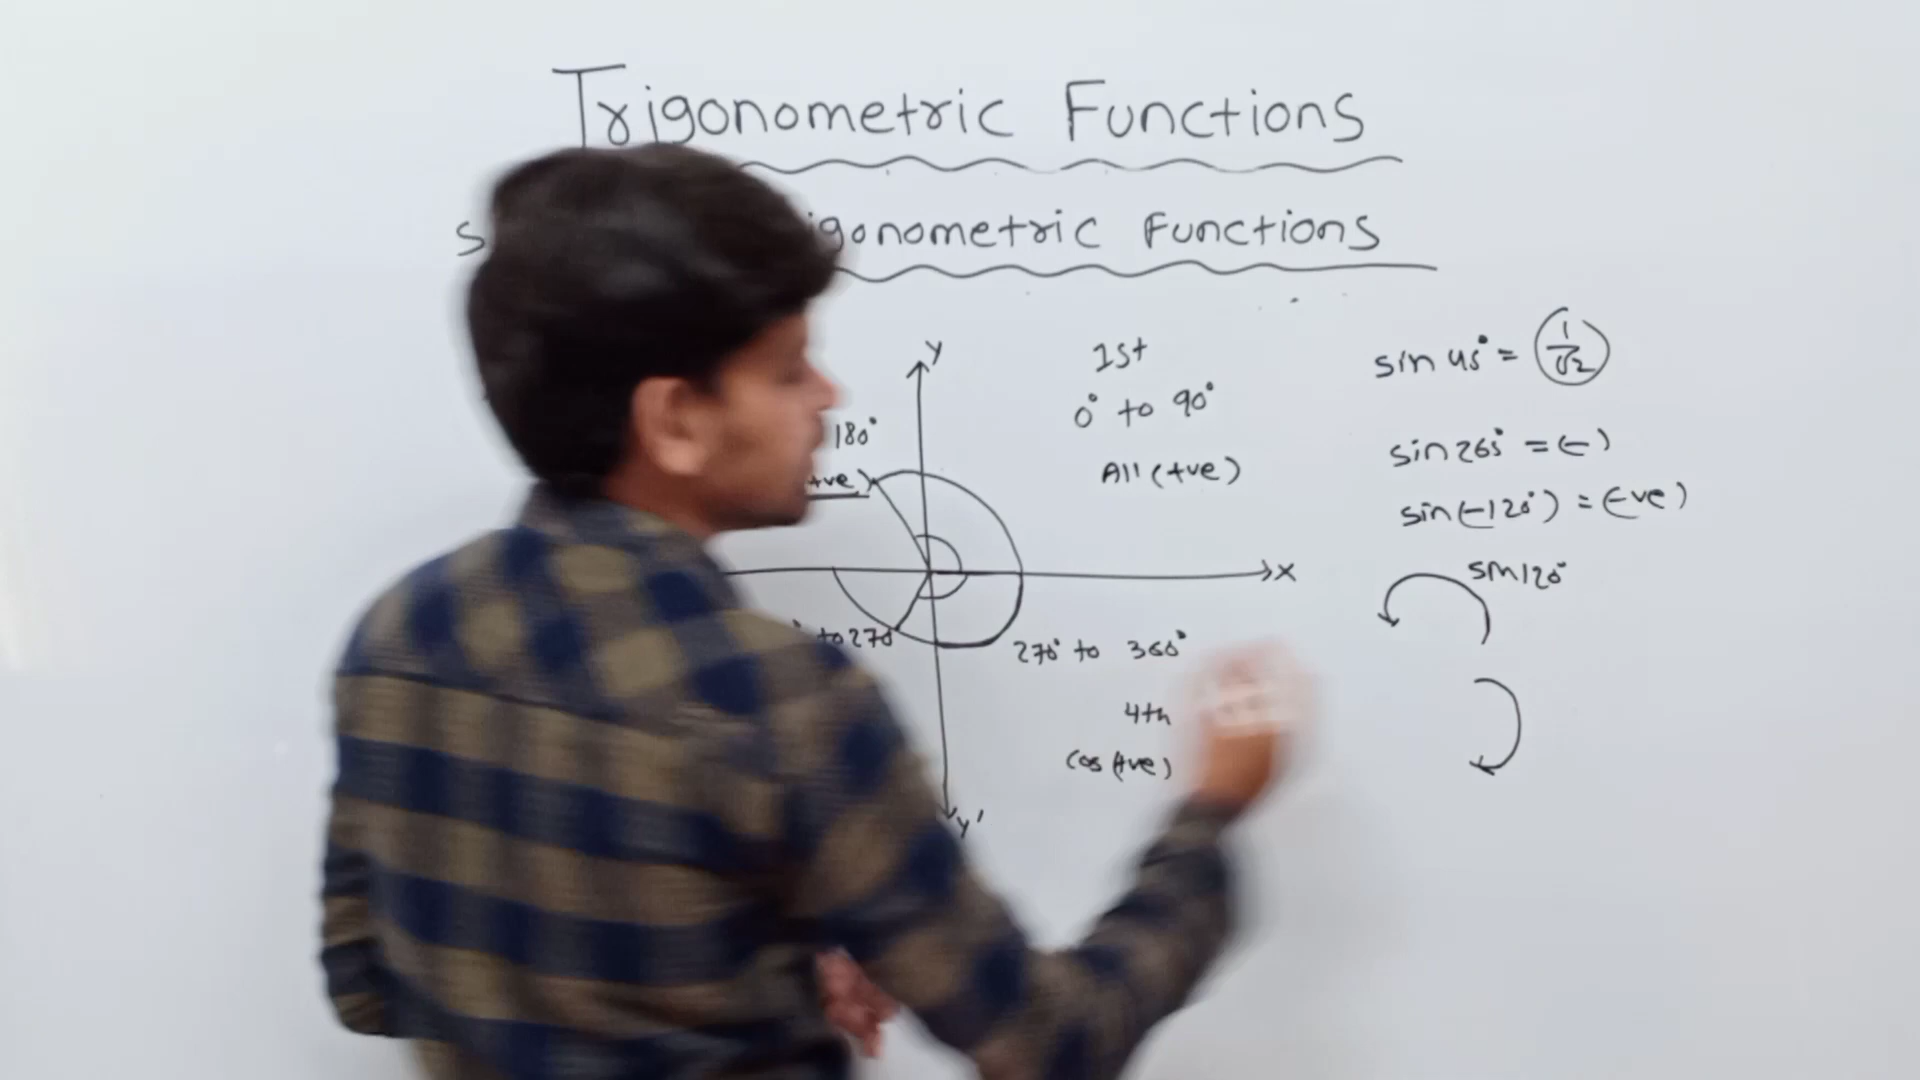 Trigonometric Functions
igonometric Functions
Y
1st
0° to 90°
All (+ve)
180°
+ve)
X
to 270°
270° to 360°
4th
cos (+ve)
Y'
sin 45° = 1/√2
sin 265° = (-)
sin(-120°) = (-ve)
sin 120°